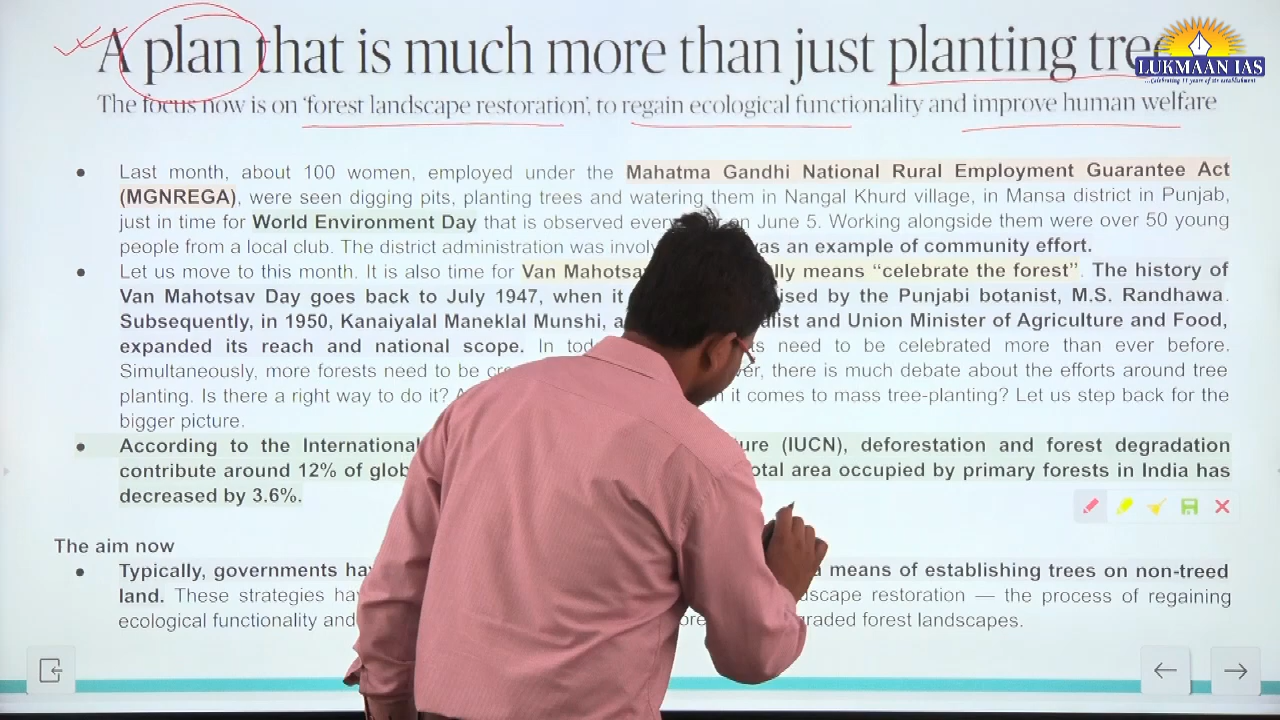 A plan that is much more than just planting tree
LUKMAAN IAS
...Celebrating 11 years of its establishment
The focus now is on 'forest landscape restoration', to regain ecological functionality and improve human welfare
• Last month, about 100 women, employed under the Mahatma Gandhi National Rural Employment Guarantee Act
(MGNREGA), were seen digging pits, planting trees and watering them in Nangal Khurd village, in Mansa district in Punjab,
just in time for World Environment Day that is observed every on June 5. Working alongside them were over 50 young
people from a local club. The district administration was was an example of community effort.
• Let us move to this month. It is also time for Van means "celebrate the forest". The history of
Van Mahotsav Day goes back to July 1947, when it by the Punjabi botanist, M.S. Randhawa.
Subsequently, in 1950, Kanaiyalal Maneklal Munshi, and Union Minister of Agriculture and Food,
expanded its reach and national scope. In need to be celebrated more than ever before.
Simultaneously, more forests need to be there is much debate about the efforts around tree
planting. Is there a right way to do it? it comes to mass tree-planting? Let us step back for the
bigger picture.
• According to the International (IUCN), deforestation and forest degradation
contribute around 12% of area occupied by primary forests in India has
decreased by 3.6%.
The aim now
• Typically, governments means of establishing trees on non-treed
land. These strategies restoration — the process of regaining
ecological functionality and forest landscapes.